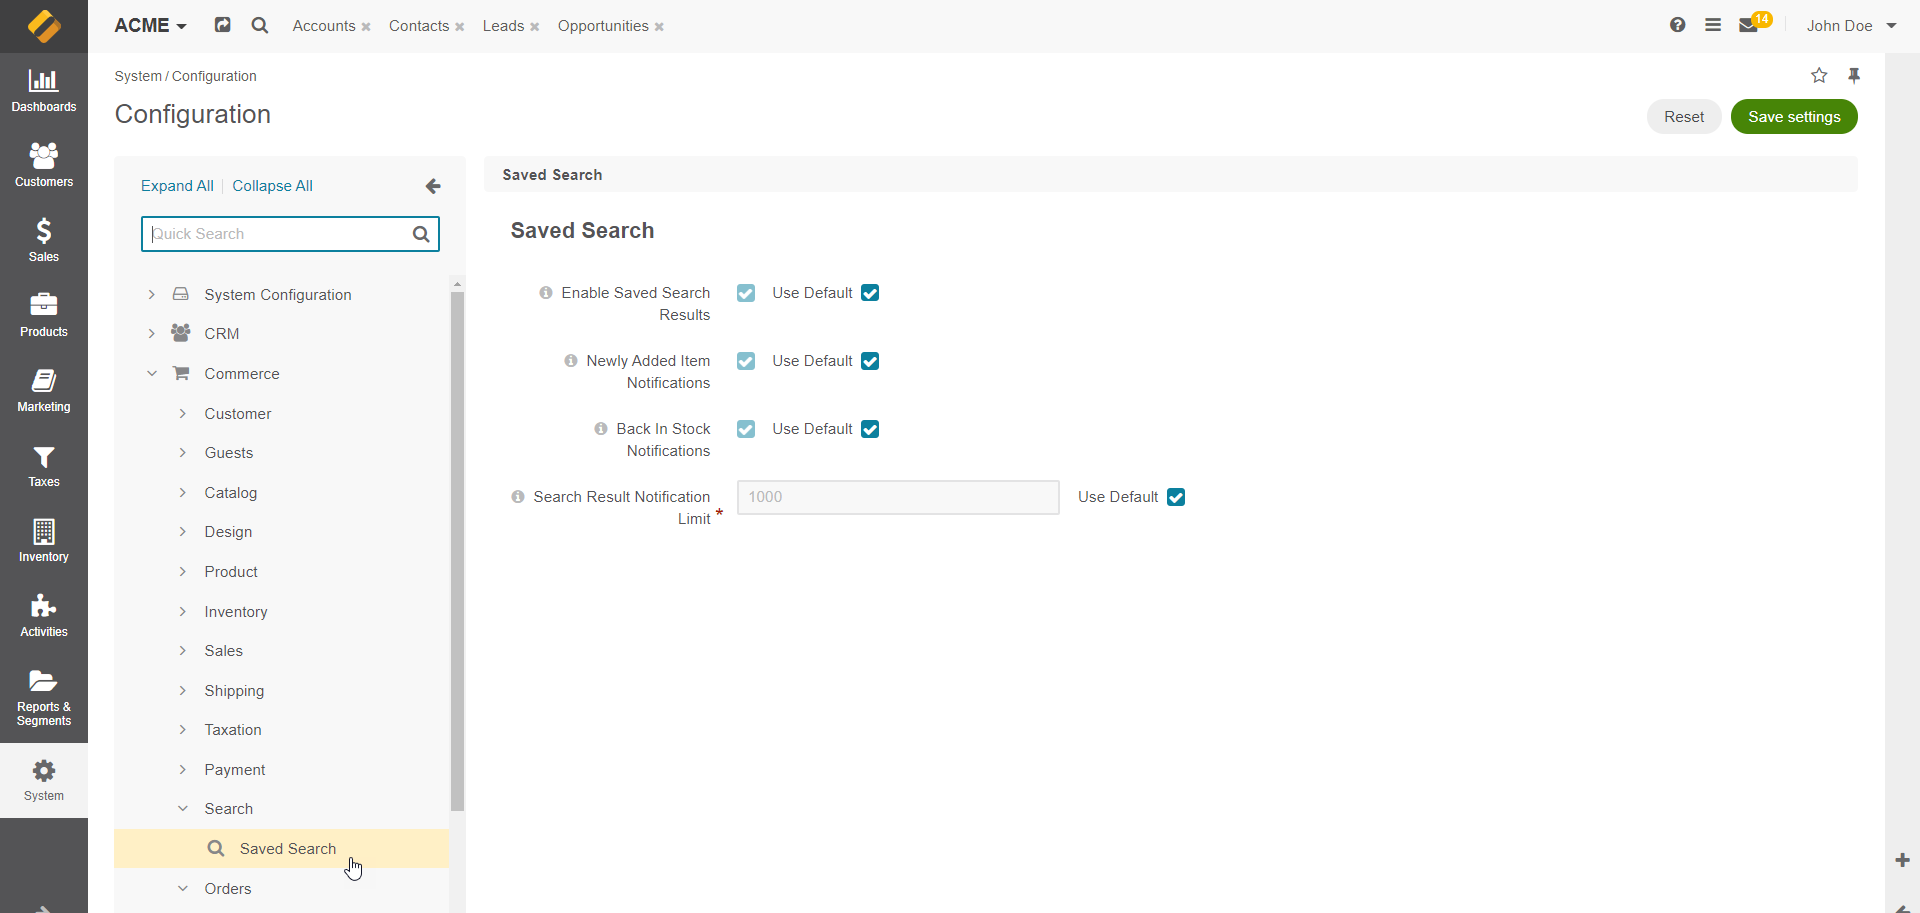 ACME
Accounts
Contacts
Leads
Opportunities
14
John Doe
Dashboards
Customers
Sales
Products
Marketing
Taxes
Inventory
Activities
Reports &
Segments
System
System / Configuration
Configuration
Reset
Save settings
Expand All
Collapse All
Quick Search
System Configuration
CRM
Commerce
Customer
Guests
Catalog
Design
Product
Inventory
Sales
Shipping
Taxation
Payment
Search
Saved Search
Orders
Saved Search
Saved Search
Enable Saved Search
Results
Use Default
Newly Added Item
Notifications
Use Default
Back In Stock
Notifications
Use Default
Search Result Notification
Limit *
1000
Use Default